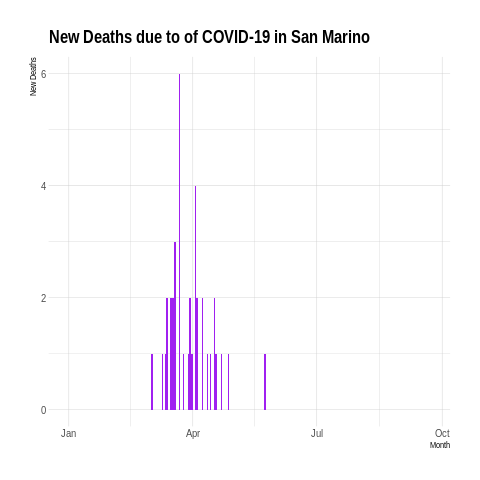 New Deaths due to of COVID-19 in San Marino
New Deaths
6
4
2
0
Jan Apr Jul Oct
Month